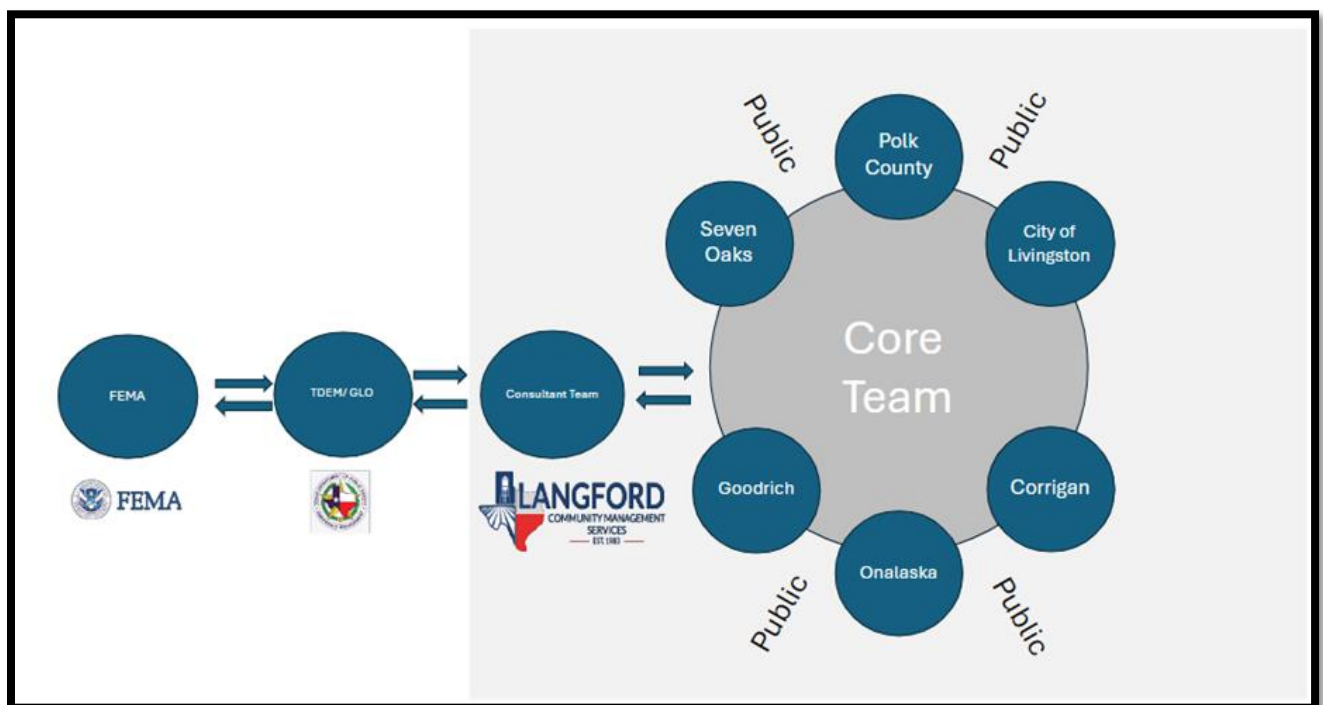 Public
Public
Polk
County
Seven
Oaks
City of
Livingston
Core
Team
FEMA
TDEM/ GLO
Consultant Team
FEMA
LANGFORD
COMMUNITY MANAGEMENT
SERVICES
EST. 1983
Goodrich
Corrigan
Onalaska
Public
Public